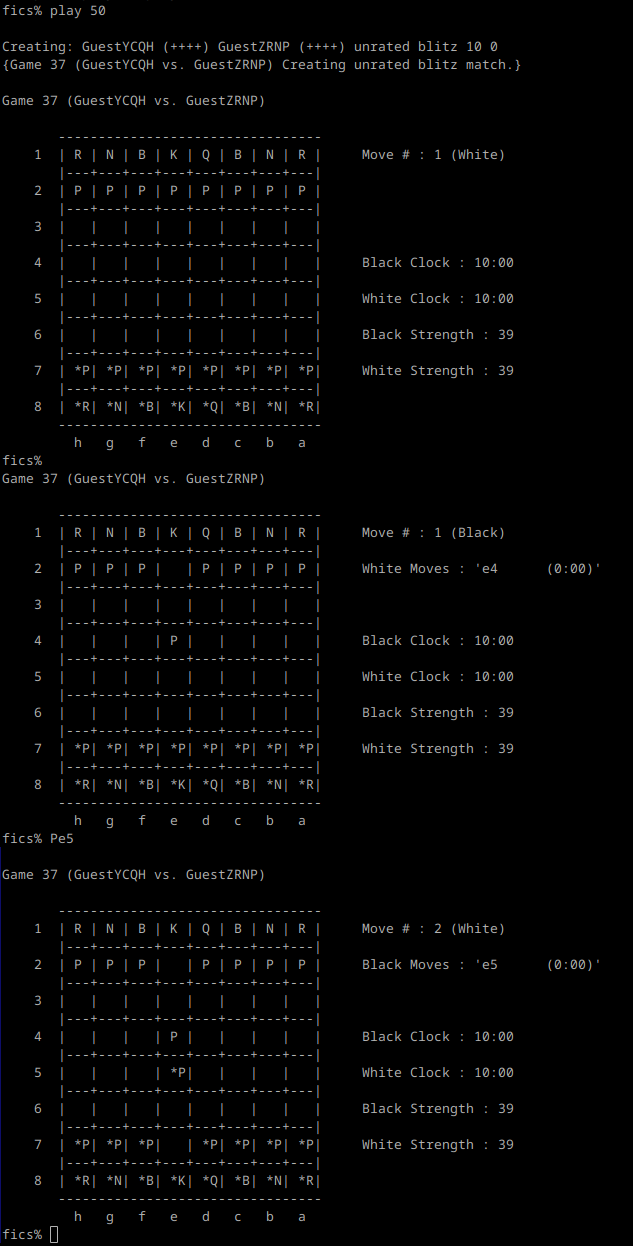 fics% play 50

Creating: GuestYCQH (++++) GuestZRNP (++++) unrated blitz 10 0
{Game 37 (GuestYCQH vs. GuestZRNP) Creating unrated blitz match.}

Game 37 (GuestYCQH vs. GuestZRNP)

       ---------------------------------
    1  | R | N | B | K | Q | B | N | R |     Move # : 1 (White)
       |---+---+---+---+---+---+---+---|
    2  | P | P | P | P | P | P | P | P |
       |---+---+---+---+---+---+---+---|
    3  |   |   |   |   |   |   |   |   |
       |---+---+---+---+---+---+---+---|
    4  |   |   |   |   |   |   |   |   |     Black Clock : 10:00
       |---+---+---+---+---+---+---+---|
    5  |   |   |   |   |   |   |   |   |     White Clock : 10:00
       |---+---+---+---+---+---+---+---|
    6  |   |   |   |   |   |   |   |   |     Black Strength : 39
       |---+---+---+---+---+---+---+---|
    7  | *P| *P| *P| *P| *P| *P| *P| *P|     White Strength : 39
       |---+---+---+---+---+---+---+---|
    8  | *R| *N| *B| *K| *Q| *B| *N| *R|
       ---------------------------------
         h   g   f   e   d   c   b   a
fics%
Game 37 (GuestYCQH vs. GuestZRNP)

       ---------------------------------
    1  | R | N | B | K | Q | B | N | R |     Move # : 1 (Black)
       |---+---+---+---+---+---+---+---|
    2  | P | P | P |   | P | P | P | P |     White Moves : 'e4      (0:00)'
       |---+---+---+---+---+---+---+---|
    3  |   |   |   |   |   |   |   |   |
       |---+---+---+---+---+---+---+---|
    4  |   |   |   | P |   |   |   |   |     Black Clock : 10:00
       |---+---+---+---+---+---+---+---|
    5  |   |   |   |   |   |   |   |   |     White Clock : 10:00
       |---+---+---+---+---+---+---+---|
    6  |   |   |   |   |   |   |   |   |     Black Strength : 39
       |---+---+---+---+---+---+---+---|
    7  | *P| *P| *P| *P| *P| *P| *P| *P|     White Strength : 39
       |---+---+---+---+---+---+---+---|
    8  | *R| *N| *B| *K| *Q| *B| *N| *R|
       ---------------------------------
         h   g   f   e   d   c   b   a
fics% Pe5

Game 37 (GuestYCQH vs. GuestZRNP)

       ---------------------------------
    1  | R | N | B | K | Q | B | N | R |     Move # : 2 (White)
       |---+---+---+---+---+---+---+---|
    2  | P | P | P |   | P | P | P | P |     Black Moves : 'e5      (0:00)'
       |---+---+---+---+---+---+---+---|
    3  |   |   |   |   |   |   |   |   |
       |---+---+---+---+---+---+---+---|
    4  |   |   |   | P |   |   |   |   |     Black Clock : 10:00
       |---+---+---+---+---+---+---+---|
    5  |   |   |   | *P|   |   |   |   |     White Clock : 10:00
       |---+---+---+---+---+---+---+---|
    6  |   |   |   |   |   |   |   |   |     Black Strength : 39
       |---+---+---+---+---+---+---+---|
    7  | *P| *P| *P|   | *P| *P| *P| *P|     White Strength : 39
       |---+---+---+---+---+---+---+---|
    8  | *R| *N| *B| *K| *Q| *B| *N| *R|
       ---------------------------------
         h   g   f   e   d   c   b   a
fics%